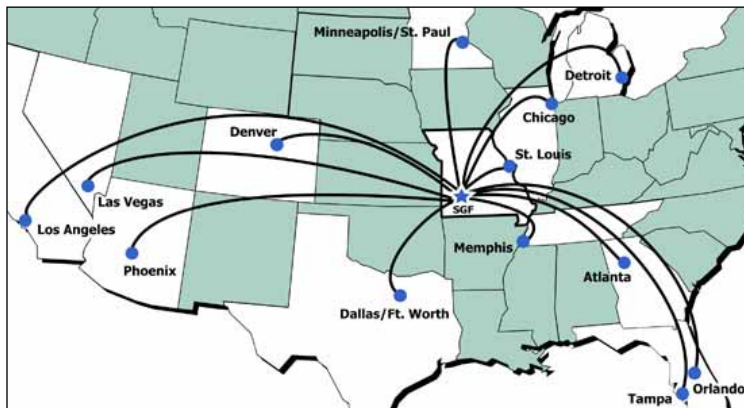 Minneapolis/St. Paul
Detroit
Chicago
Denver
St. Louis
Las Vegas
SGF
Los Angeles
Memphis
Phoenix
Atlanta
Dallas/Ft. Worth
Orlando
Tampa